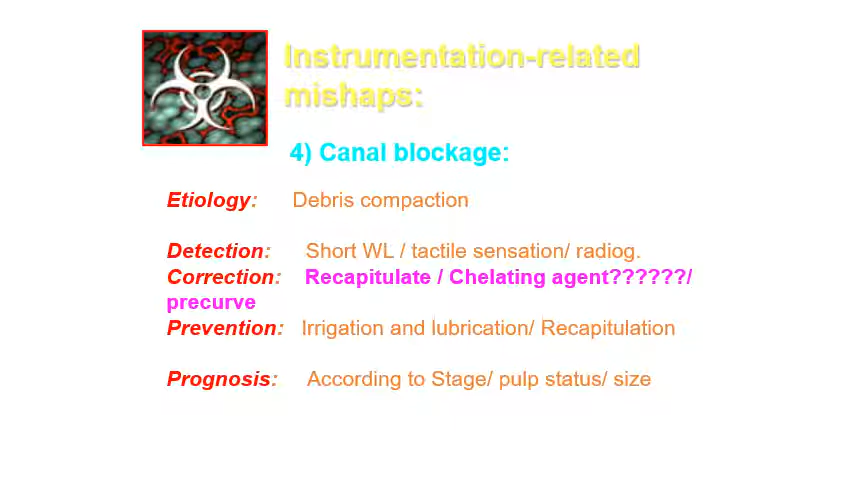 Instrumentation-related
mishaps:
4) Canal blockage:
Etiology: Debris compaction
Detection: Short WL / tactile sensation/ radiog.
Correction: Recapitulate / Chelating agent??????/
precurve
Prevention: Irrigation and lubrication/ Recapitulation
Prognosis: According to Stage/ pulp status/ size